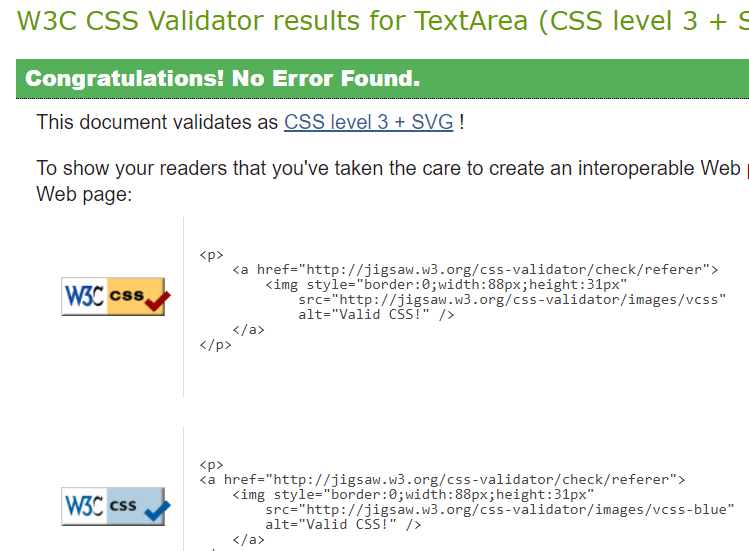 W3C CSS Validator results for TextArea (CSS level 3 + S
Congratulations! No Error Found.
This document validates as CSS level 3 + SVG !
To show your readers that you've taken the care to create an interoperable Web
Web page:
<p>
<a href="http://jigsaw.w3.org/css-validator/check/referer">
<img style="border:0;width:88px;height:31px"
W3C css
src="http://jigsaw.w3.org/css-validator/images/vcss"
alt="Valid CSS!" />
</a>
</p>
<p>
<a href="http://jigsaw.w3.org/css-validator/check/referer">
<img style="border:0;width:88px;height:31px"
W3C css
src="http://jigsaw.w3.org/css-validator/images/vcss-blue"
alt="Valid CSS!" />
</a>